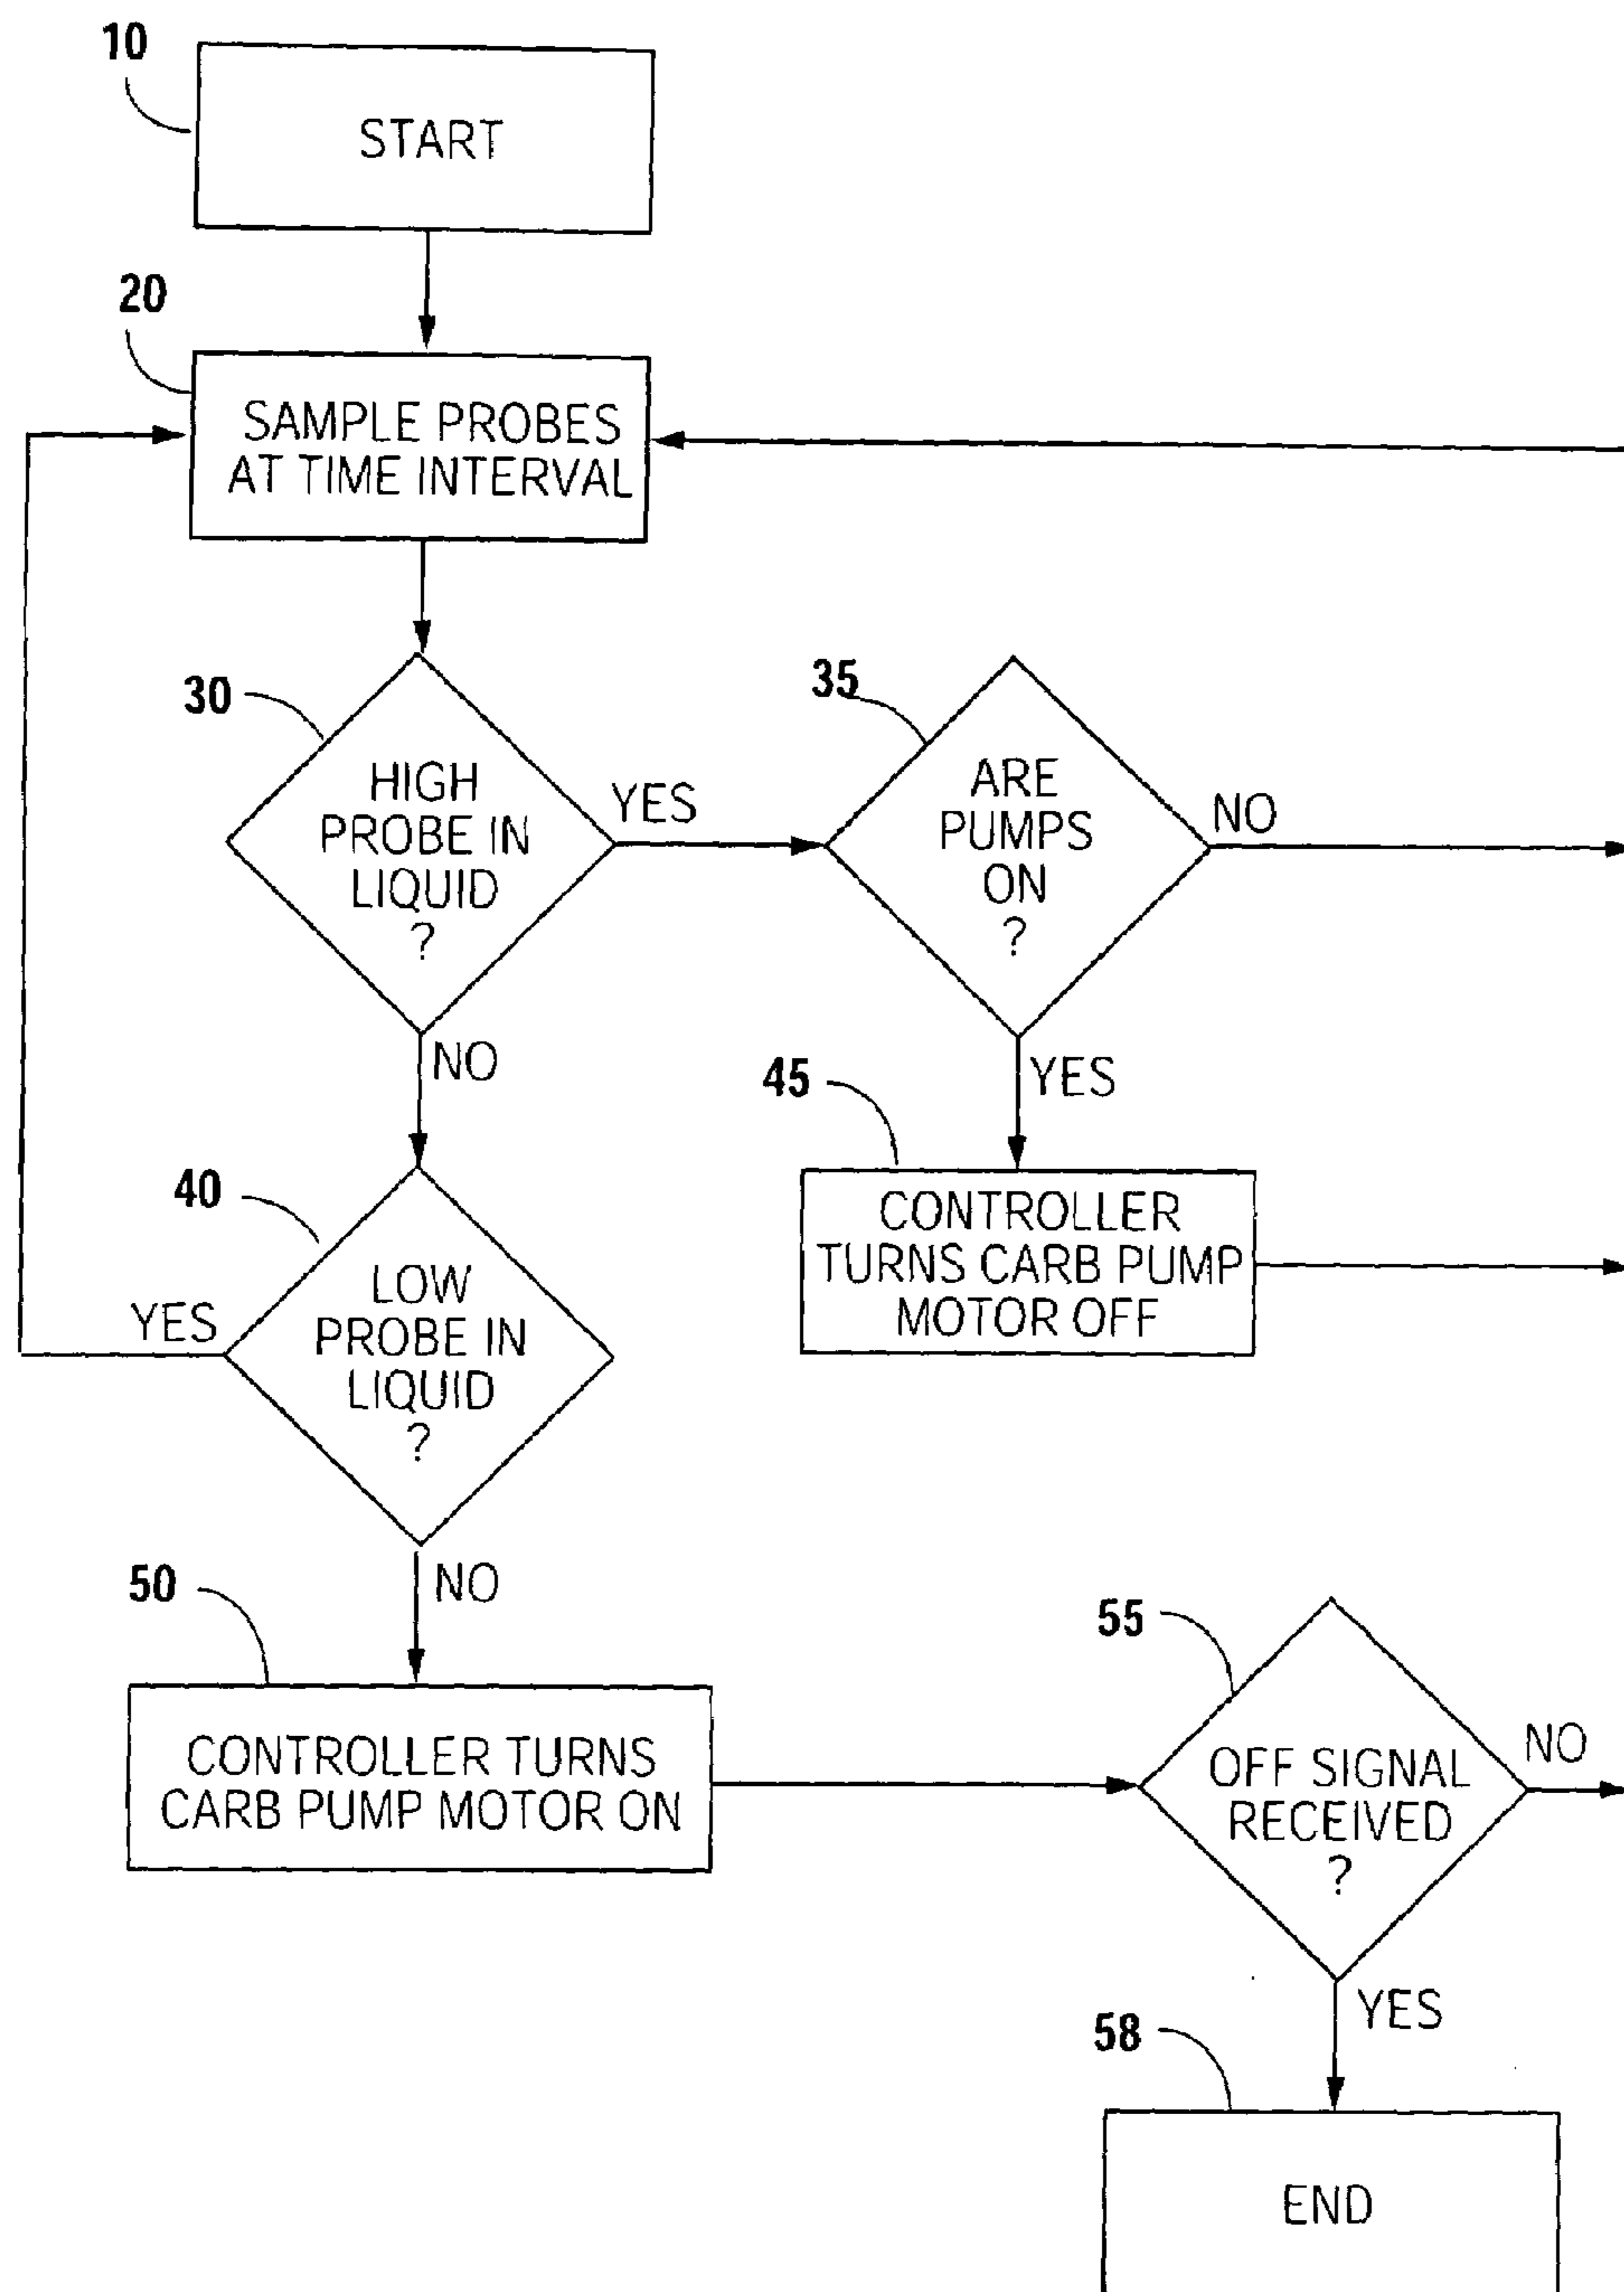 10
START
20
SAMPLE PROBES
AT TIME INTERVAL
30
HIGH
PROBE IN
LIQUID
?
YES
35
ARE
PUMPS
ON
?
NO
NO
YES
45
CONTROLLER
TURNS CARB PUMP
MOTOR OFF
40
LOW
PROBE IN
LIQUID
?
YES
NO
50
CONTROLLER TURNS
CARB PUMP MOTOR ON
55
OFF SIGNAL
RECEIVED
?
NO
YES
58
END